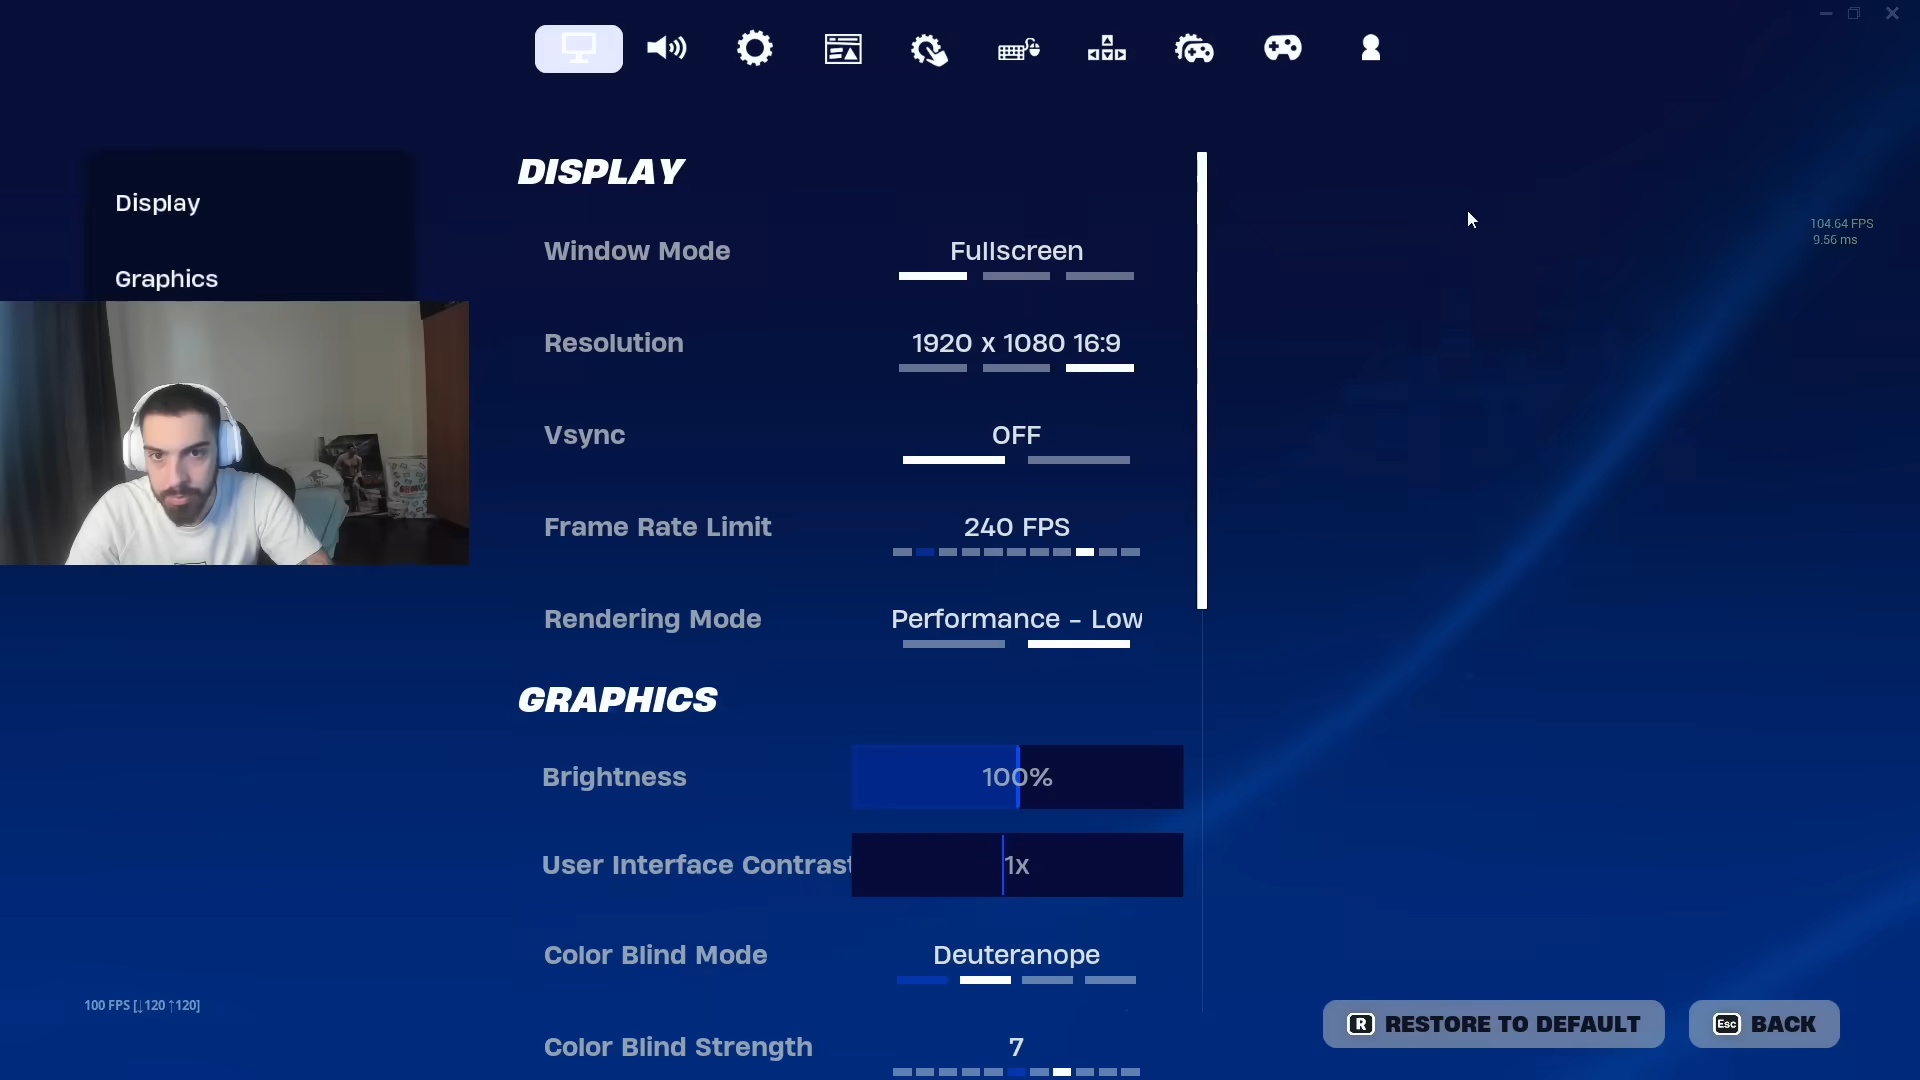 Display
Graphics
DISPLAY
Window Mode
Fullscreen
Resolution
1920 x 1080 16:9
Vsync
OFF
Frame Rate Limit
240 FPS
Rendering Mode
Performance - Low
GRAPHICS
Brightness
100%
User Interface Contrast
1x
Color Blind Mode
Deuteranope
Color Blind Strength
7
104.64 FPS
9.56 ms
100 FPS [↓120 ↑120]
R RESTORE TO DEFAULT
Esc BACK